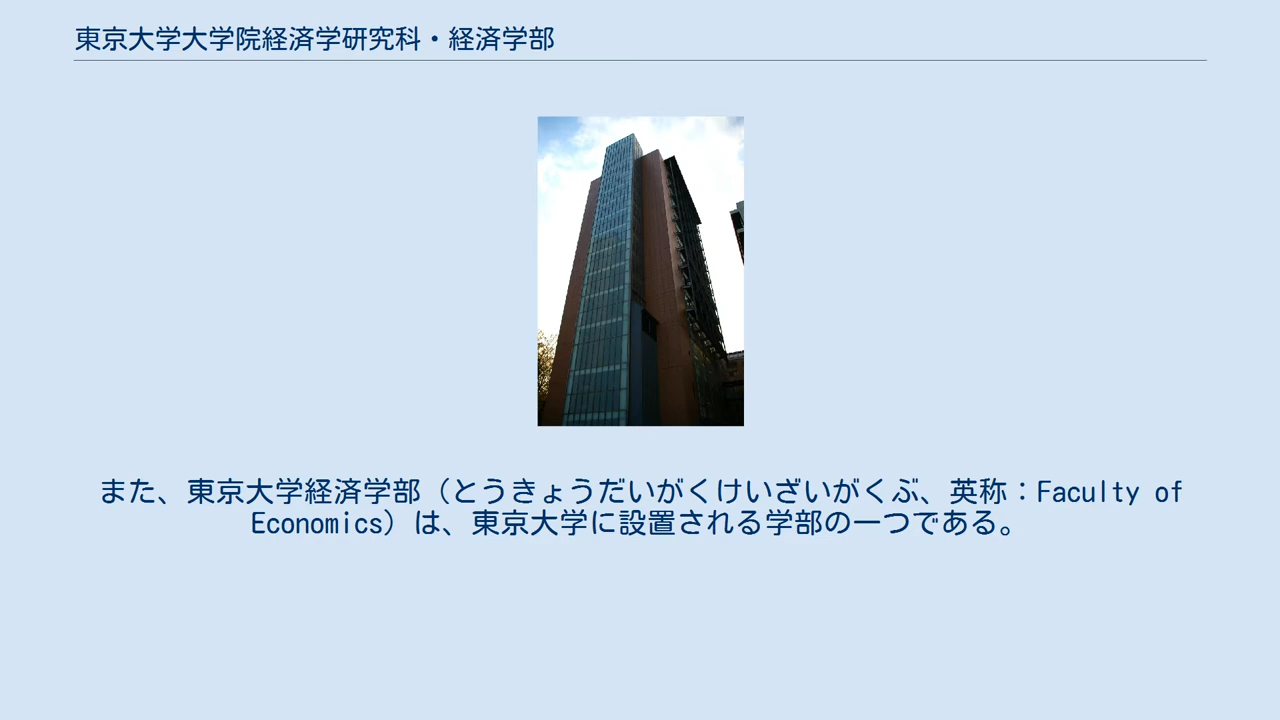 東京大学大学院経済学研究科・経済学部
また、東京大学経済学部（とうきょうだいがくけいざいがくぶ、英称：Faculty of
Economics）は、東京大学に設置される学部の一つである。